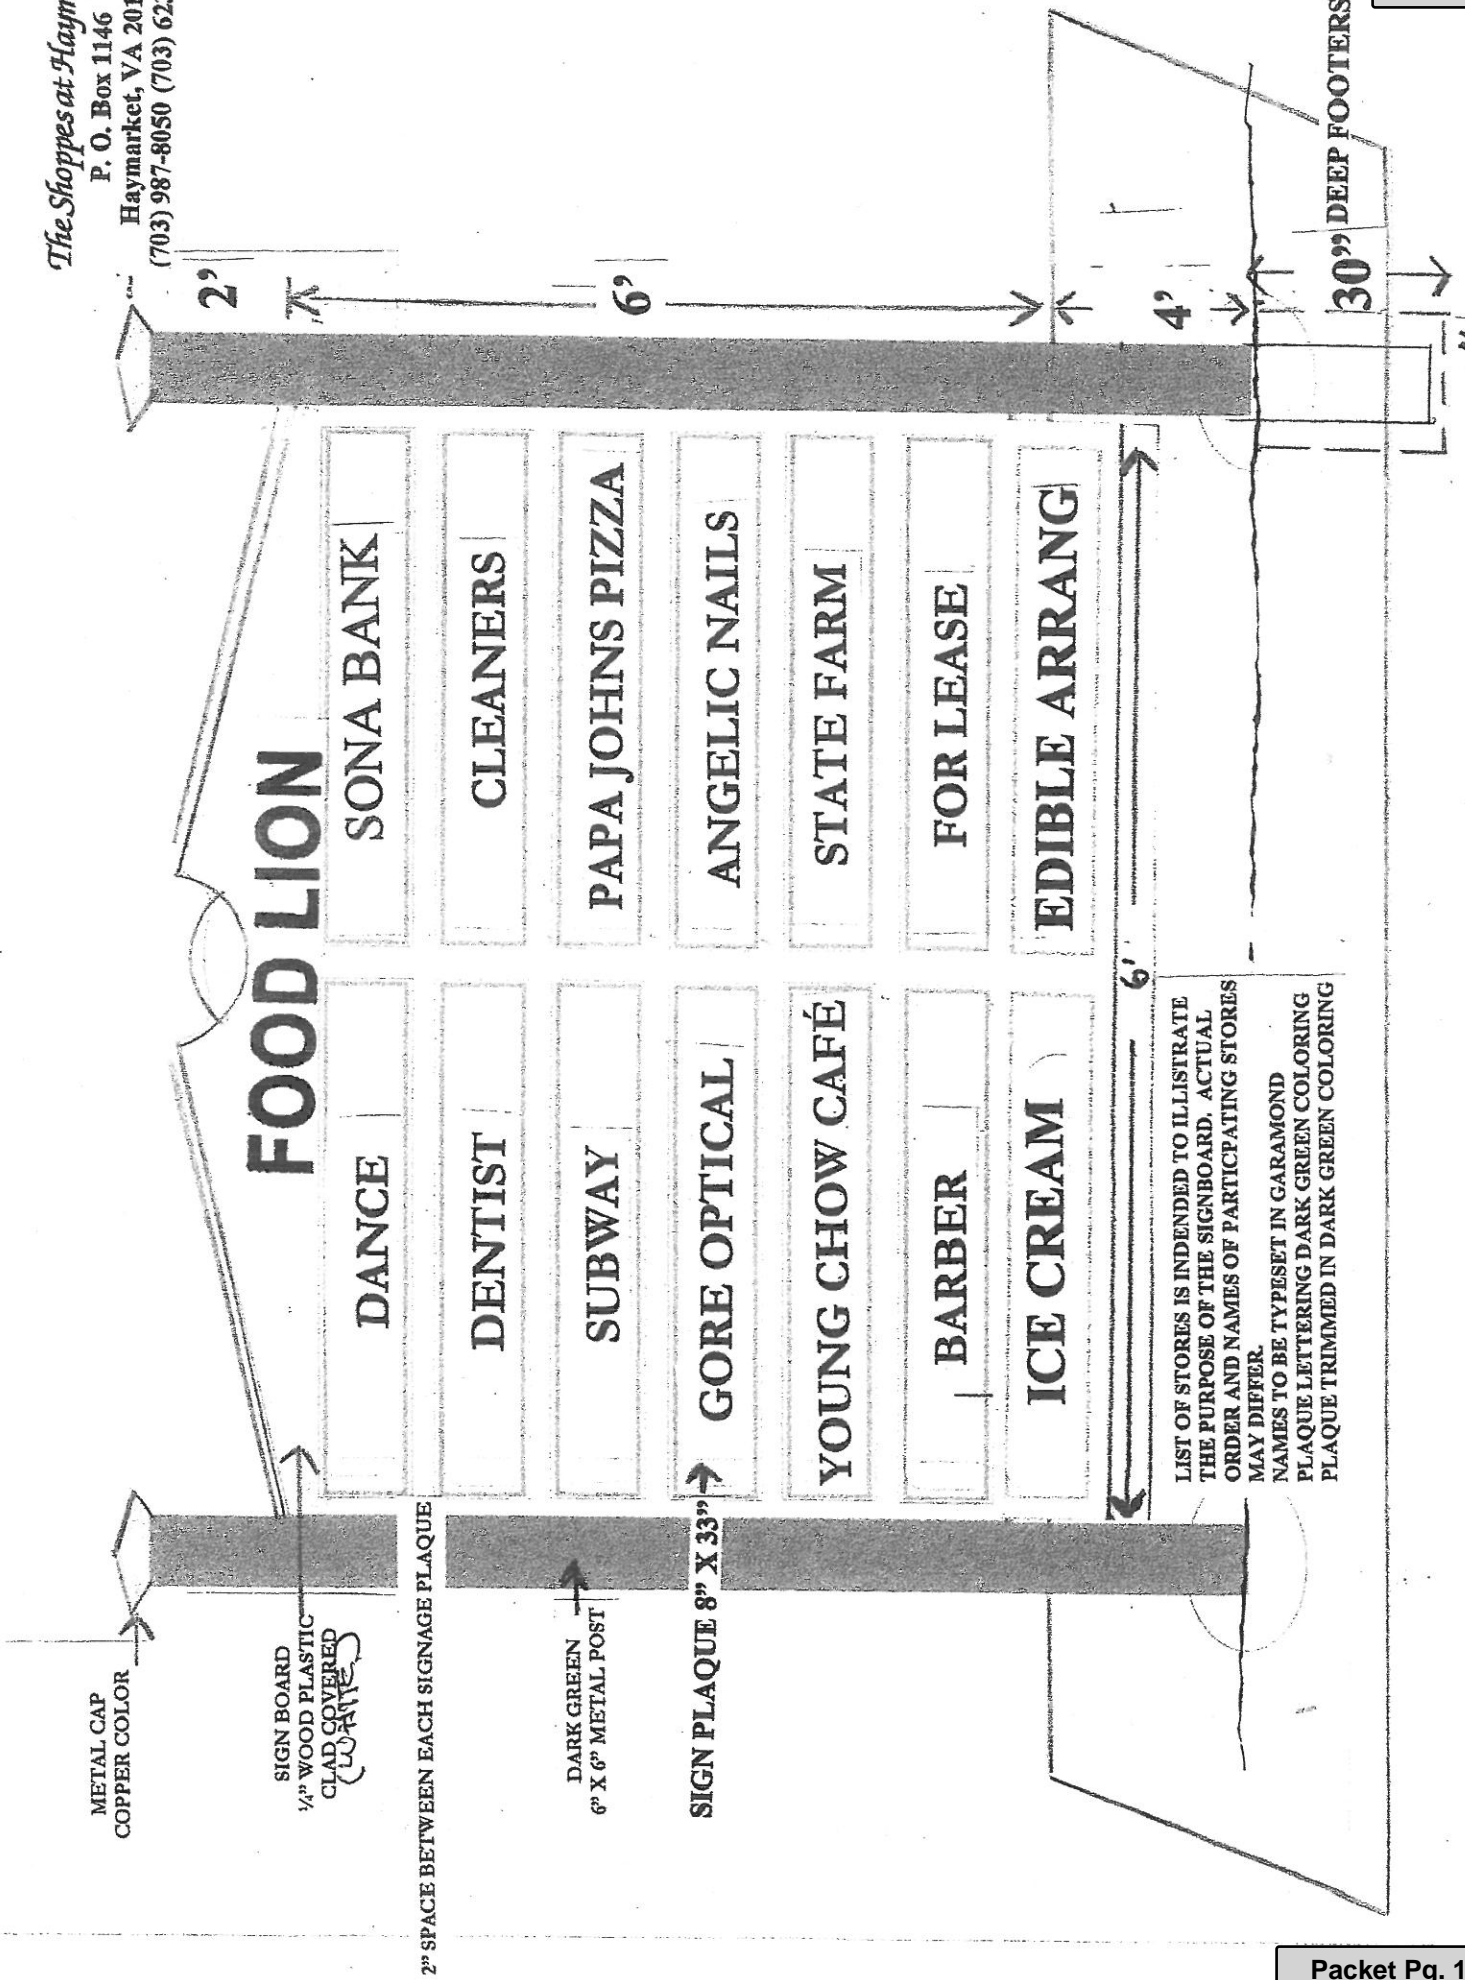 The Shoppes at Haym
P. O. Box 1146
Haymarket, VA 201
(703) 987-8050 (703) 62
METAL CAP
COPPER COLOR
2’
FOOD LION
SIGN BOARD
¼” WOOD PLASTIC
CLAD COVERED
(WHITE)
DANCE
SONA BANK
2” SPACE BETWEEN EACH SIGNAGE PLAQUE
DENTIST
CLEANERS
DARK GREEN
6” X 6” METAL POST
SUBWAY
PAPA JOHNS PIZZA
6’
SIGN PLAQUE 8” X 33”
GORE OPTICAL
ANGELIC NAILS
YOUNG CHOW CAFÉ
STATE FARM
BARBER
FOR LEASE
ICE CREAM
EDIBLE ARRANG
6'
4’
LIST OF STORES IS INDENDED TO ILLISTRATE
THE PURPOSE OF THE SIGNBOARD. ACTUAL
ORDER AND NAMES OF PARTICPATING STORES
MAY DIFFER.
NAMES TO BE TYPESET IN GARAMOND
PLAQUE LETTERING DARK GREEN COLORING
PLAQUE TRIMMED IN DARK GREEN COLORING
30” DEEP FOOTERS
Packet Pg. 1